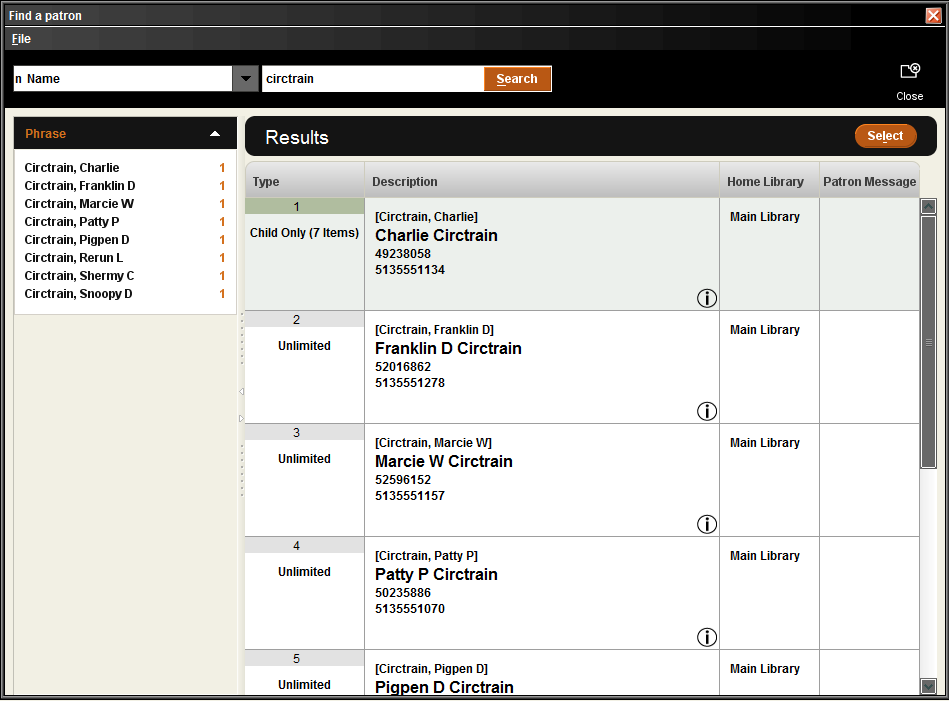 Find a patron
File
n Name circtrain Search
Close
Phrase
Circtrain, Charlie 1
Circtrain, Franklin D 1
Circtrain, Marcie W 1
Circtrain, Patty P 1
Circtrain, Pigpen D 1
Circtrain, Rerun L 1
Circtrain, Shermy C 1
Circtrain, Snoopy D 1
Results Select
Type Description Home Library Patron Message
1
Child Only (7 Items)
[Circtrain, Charlie]
Charlie Circtrain
49238058
5135551134
Main Library
2
Unlimited
[Circtrain, Franklin D]
Franklin D Circtrain
52016862
5135551278
Main Library
3
Unlimited
[Circtrain, Marcie W]
Marcie W Circtrain
52596152
5135551157
Main Library
4
Unlimited
[Circtrain, Patty P]
Patty P Circtrain
50235886
5135551070
Main Library
5
Unlimited
[Circtrain, Pigpen D]
Pigpen D Circtrain
Main Library